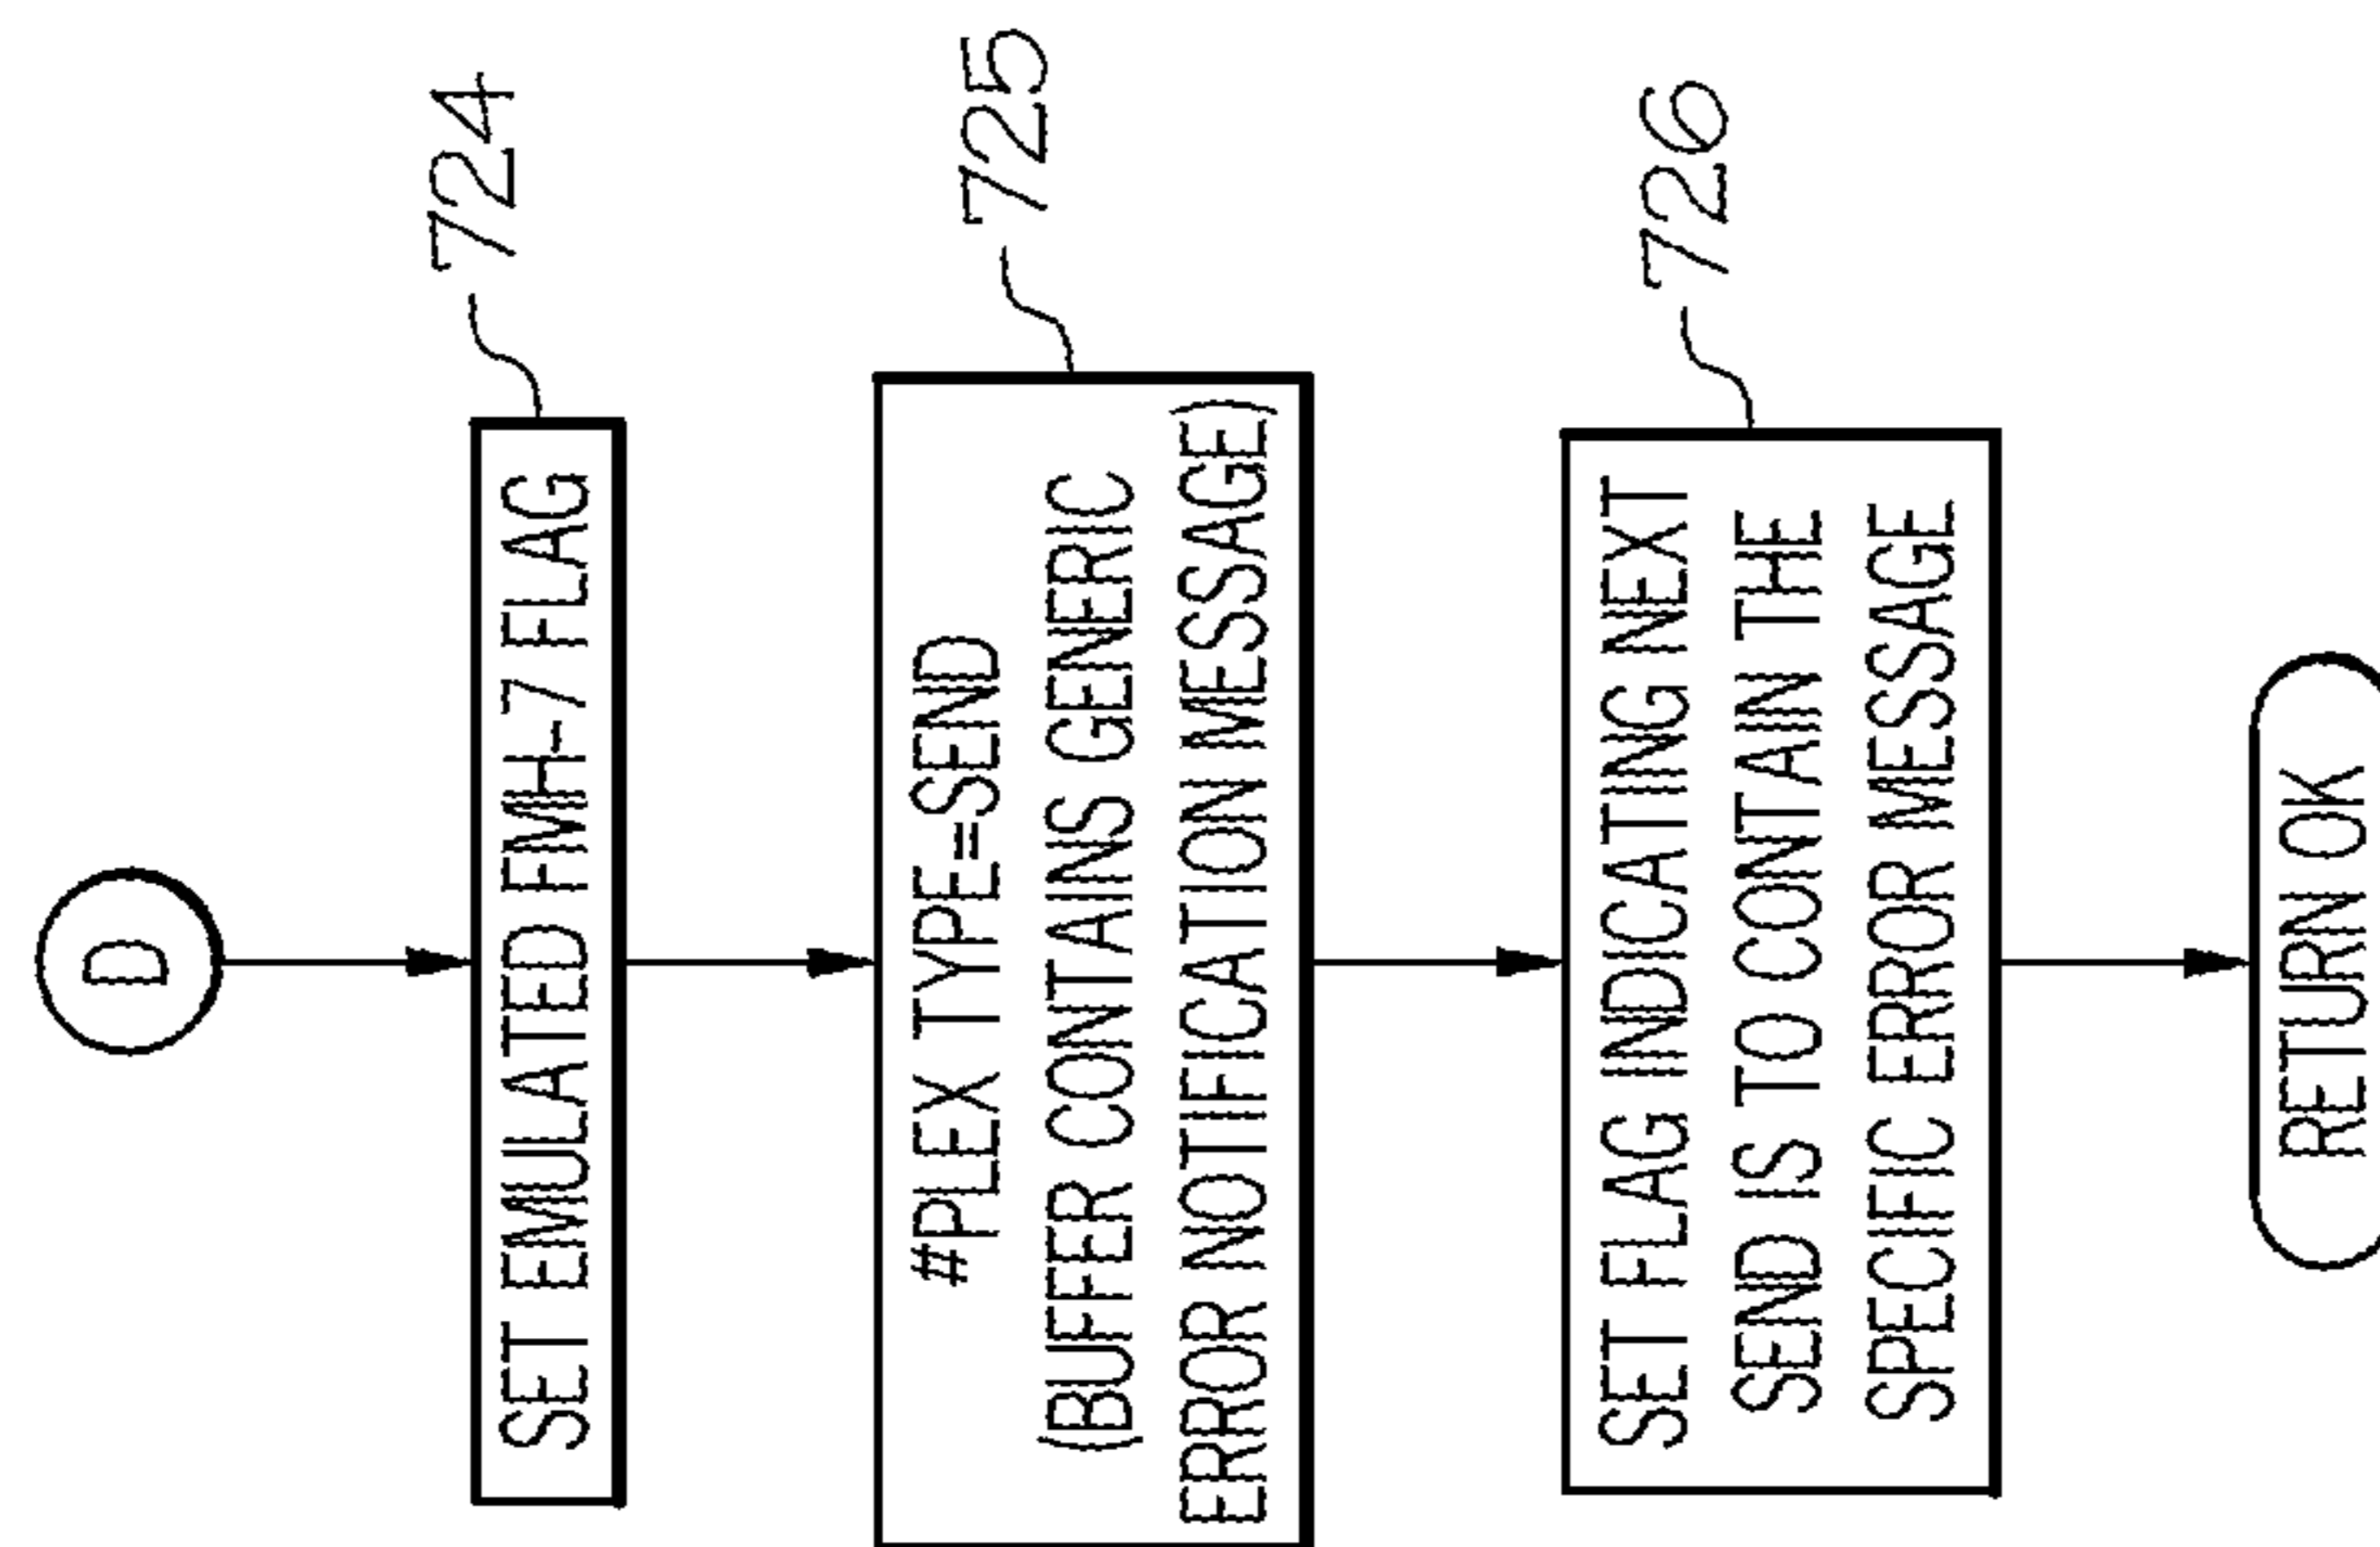 D
SET EMULATED FMH-7 FLAG
724
#PLEX TYPE=SEND
(BUFFER CONTAINS GENERIC
ERROR NOTIFICATION MESSAGE)
725
SET FLAG INDICATING NEXT
SEND IS TO CONTAIN THE
SPECIFIC ERROR MESSAGE
726
RETURN OK